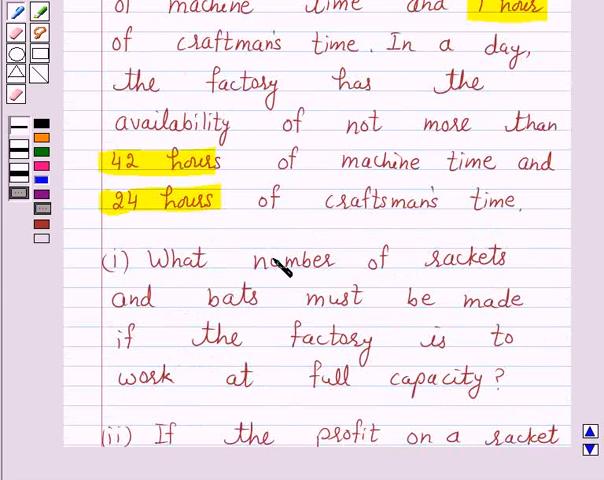 of machine time and 1 hour
of craftman's time. In a day,
the factory has the
availability of not more than
42 hours of machine time and
24 hours of craftsman's time.
(i) What number of rackets
and bats must be made
if the factory is to
work at full capacity?
(ii) If the profit on a racket